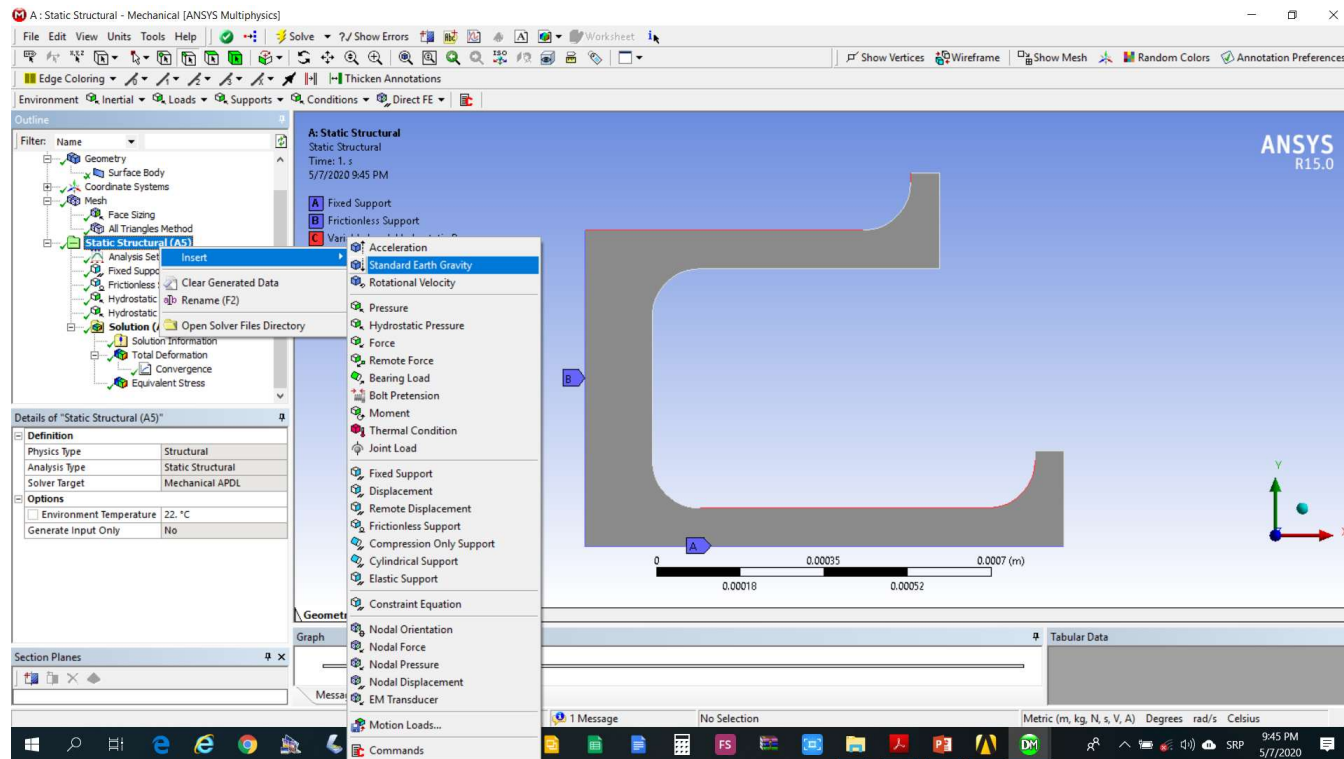 A : Static Structural - Mechanical [ANSYS Multiphysics]
File Edit View Units Tools Help Solve ?/ Show Errors Worksheet
Show Vertices Wireframe Show Mesh Random Colors Annotation Preferences
Edge Coloring Thicken Annotations
Environment Inertial Loads Supports Conditions Direct FE
Outline
Filter: Name
Geometry
Surface Body
Coordinate Systems
Mesh
Face Sizing
All Triangles Method
Static Structural (A5)
Analysis Set
Fixed Suppo
Frictionless
Hydrostatic
Hydrostatic
Solution (
Solution Information
Total Deformation
Convergence
Equivalent Stress
Insert
Clear Generated Data
Rename (F2)
Open Solver Files Directory
Acceleration
Standard Earth Gravity
Rotational Velocity
Pressure
Hydrostatic Pressure
Force
Remote Force
Bearing Load
Bolt Pretension
Moment
Thermal Condition
Joint Load
Fixed Support
Displacement
Remote Displacement
Frictionless Support
Compression Only Support
Cylindrical Support
Elastic Support
Constraint Equation
Nodal Orientation
Nodal Force
Nodal Pressure
Nodal Displacement
EM Transducer
Motion Loads...
Commands
A: Static Structural
Static Structural
Time: 1. s
5/7/2020 9:45 PM
A Fixed Support
B Frictionless Support
C Vari
ANSYS
R15.0
B
A
Y
X
0 0.00035 0.0007 (m)
0.00018 0.00052
Details of "Static Structural (A5)"
Definition
Physics Type Structural
Analysis Type Static Structural
Solver Target Mechanical APDL
Options
Environment Temperature 22. °C
Generate Input Only No
Section Planes
Geomet
Graph
Tabular Data
Messa
1 Message No Selection Metric (m, kg, N, s, V, A) Degrees rad/s Celsius
FS DM SRP
9:45 PM
5/7/2020